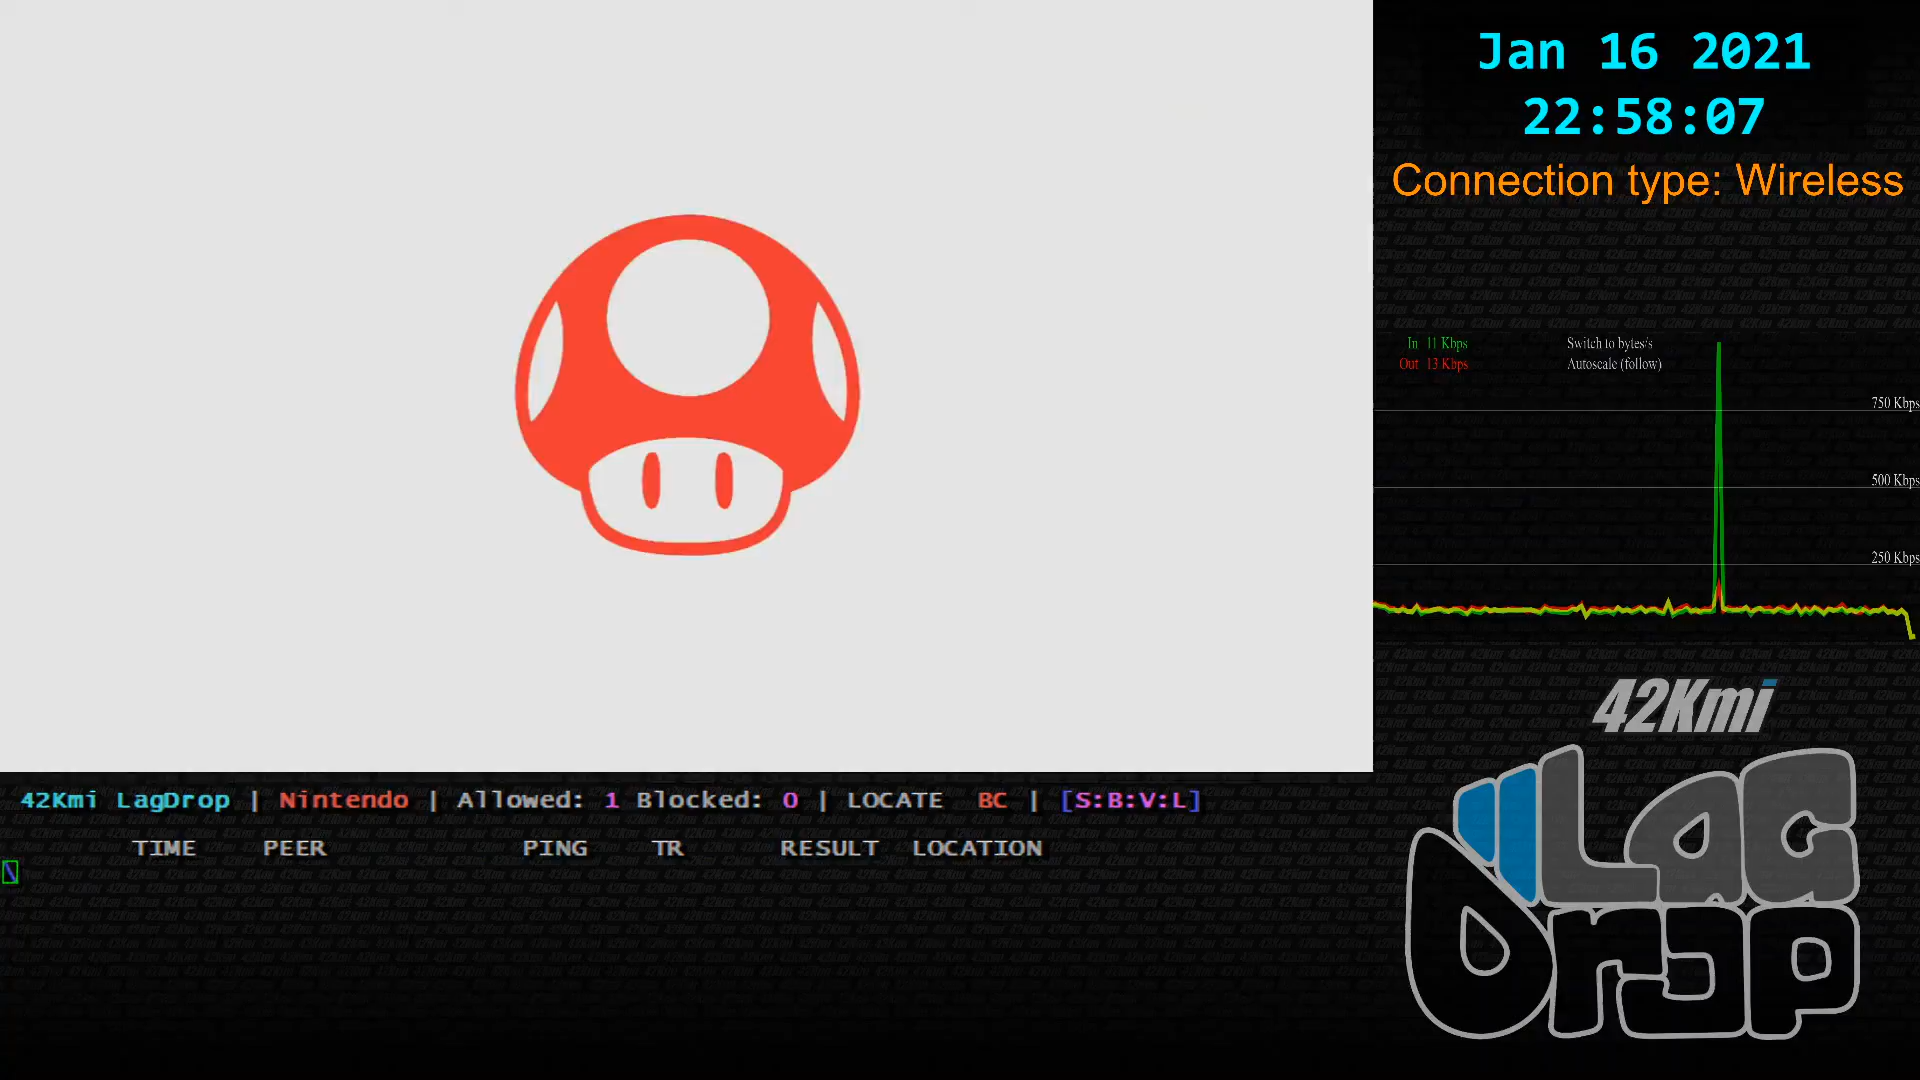 Jan 16 2021
22:58:07
Connection type: Wireless
In 11 Kbps
Out 13 Kbps
Switch to bytes/s
Autoscale (follow)
750 Kbps
500 Kbps
250 Kbps
42Kmi
LagDrop
42Kmi LagDrop | Nintendo | Allowed: 1 Blocked: 0 | LOCATE BC | [S:B:V:L]
TIME PEER PING TR RESULT LOCATION